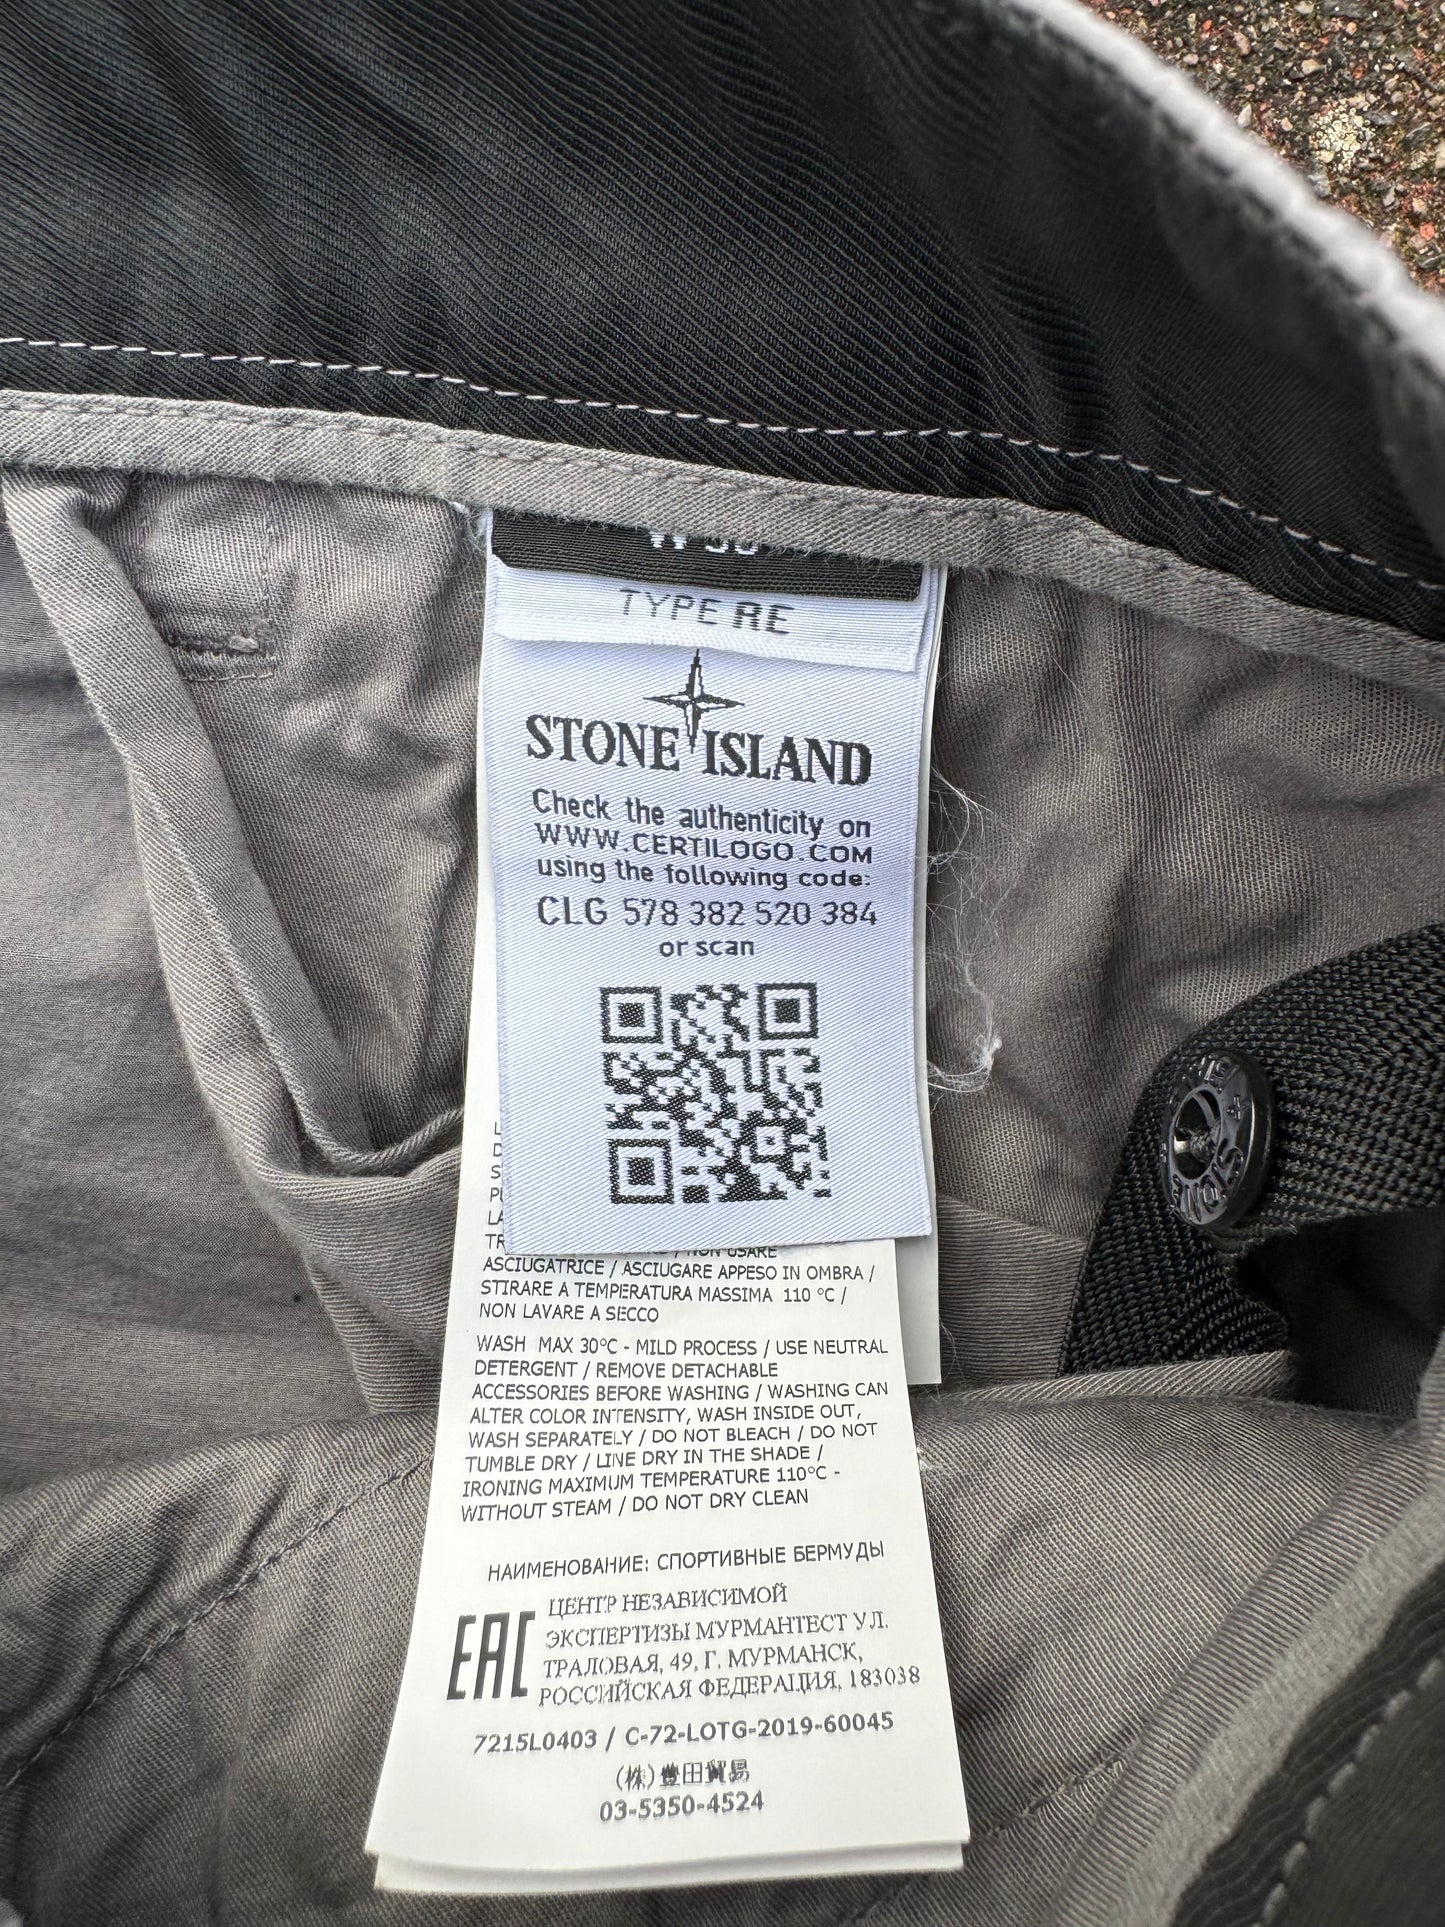 TYPE RE
STONE ISLAND
Check the authenticity on
WWW.CERTILOGO.COM
using the following code:
CLG 578 382 520 384
or scan
ASCIUGATRICE / ASCIUGARE APPESO IN OMBRA /
STIRARE A TEMPERATURA MASSIMA 110 °C /
NON LAVARE A SECCO
WASH MAX 30°C - MILD PROCESS / USE NEUTRAL
DETERGENT / REMOVE DETACHABLE
ACCESSORIES BEFORE WASHING / WASHING CAN
ALTER COLOR INTENSITY, WASH INSIDE OUT,
WASH SEPARATELY / DO NOT BLEACH / DO NOT
TUMBLE DRY / LINE DRY IN THE SHADE /
IRONING MAXIMUM TEMPERATURE 110°C -
WITHOUT STEAM / DO NOT DRY CLEAN
НАИМЕНОВАНИЕ: СПОРТИВНЫЕ БЕРМУДЫ
EAC
ЦЕНТР НЕЗАВИСИМОЙ
ЭКСПЕРТИЗЫ МУРМАНТЕСТ УЛ.
ТРАЛОВАЯ, 49, Г. МУРМАНСК,
РОССИЙСКАЯ ФЕДЕРАЦИЯ, 183038
7215L0403 / C-72-LOTG-2019-60045
(株)豊田貿易
03-5350-4524